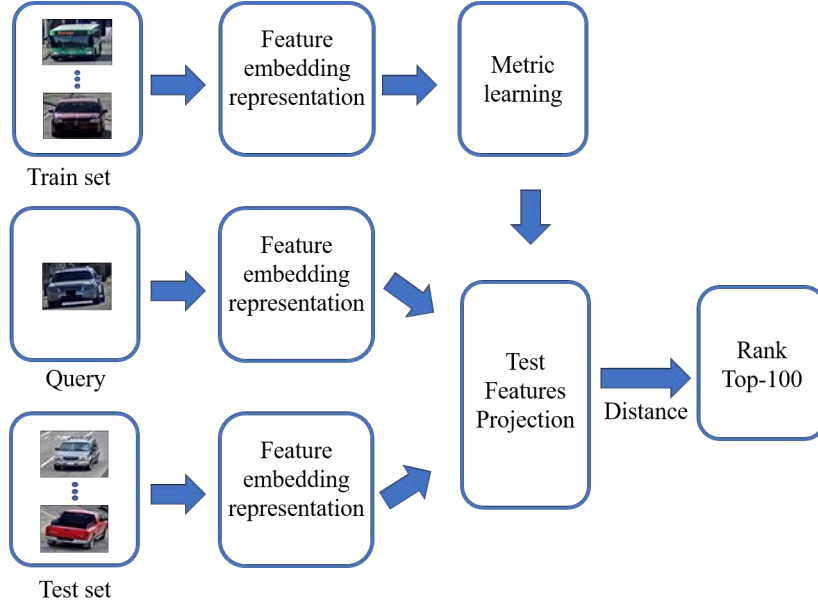 Feature
embedding
representation
Metric
learning
Train set
Feature
embedding
representation
Query
Test
Features
Projection
Distance
Rank
Top-100
Feature
embedding
representation
Test set